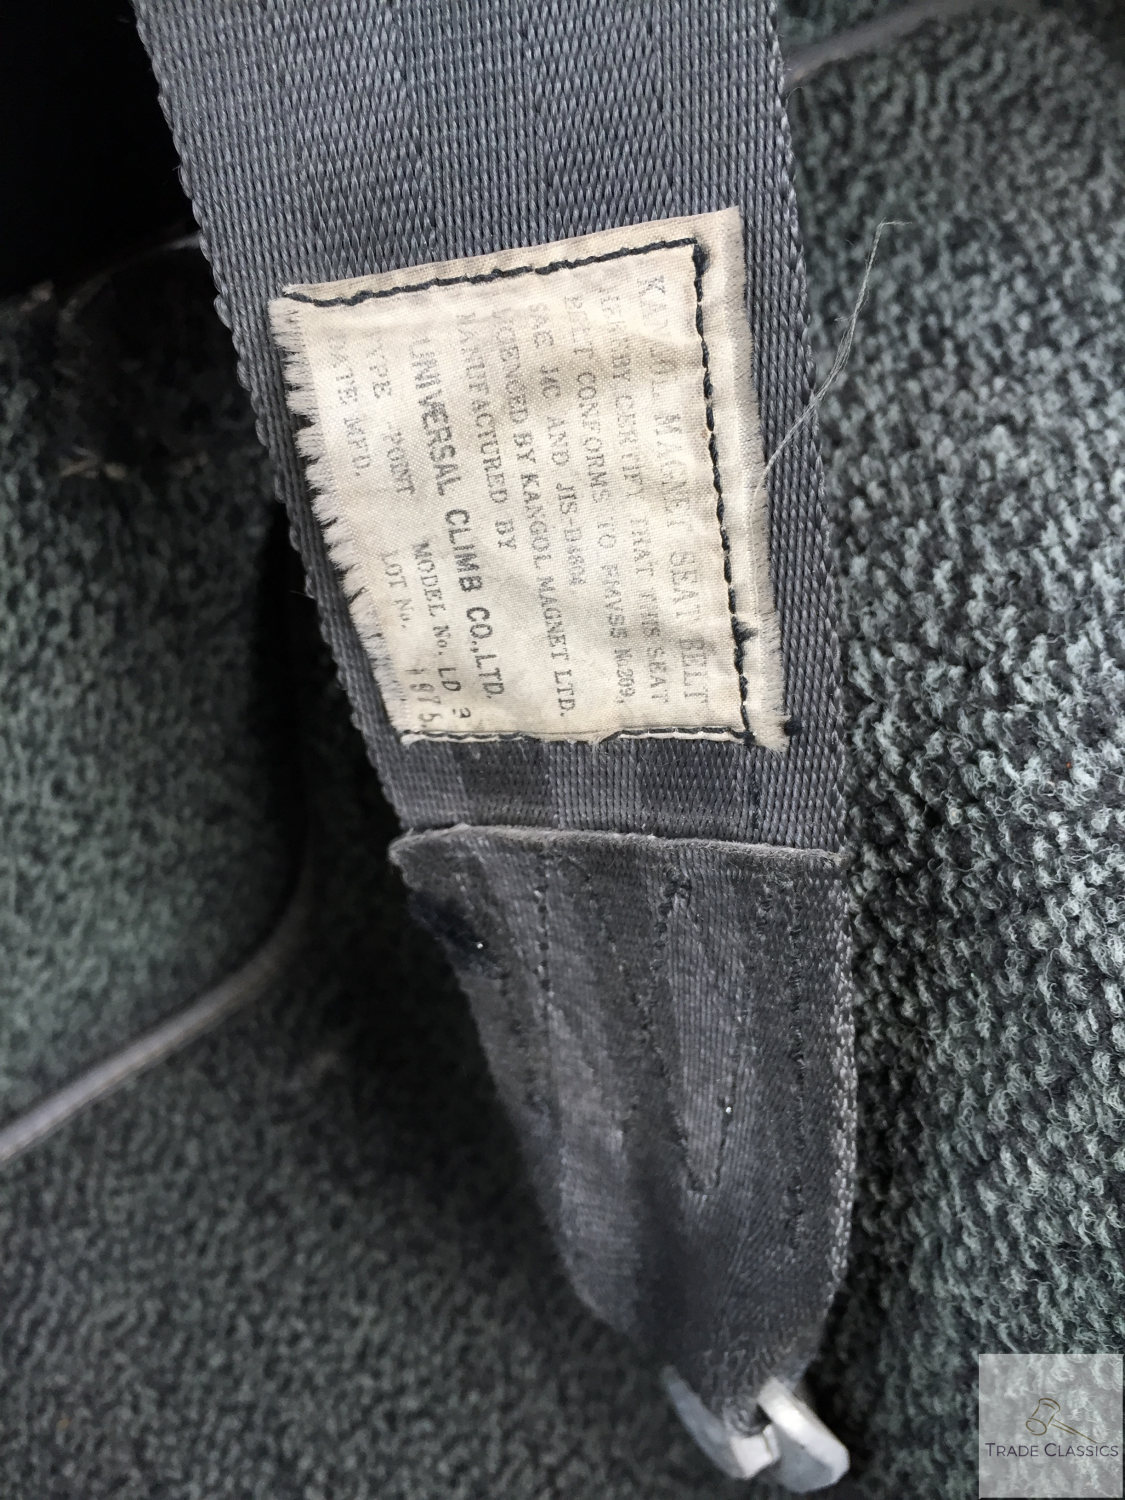 KANGOL MAGNET SEAT BELT
HEREBY CERTIFY THAT THIS SEAT
BELT CONFORMS TO FMVSS No.209,
SAE J4C AND JIS-D4604.
LICENCED BY KANGOL MAGNET LTD.
MANUFACTURED BY
UNIVERSAL CLIMB CO.,LTD.
TYPE -POINT MODEL No. LD 3
DATE MFD. LOT No. 1975.
TRADE CLASSICS